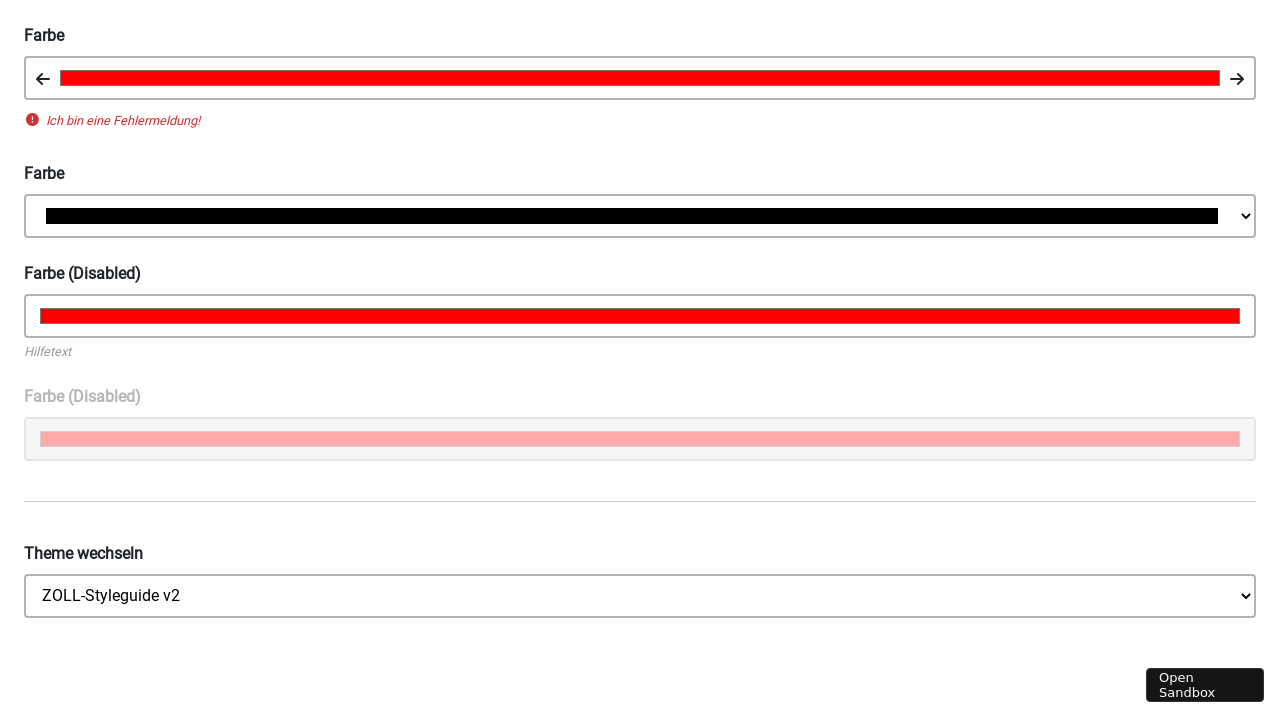 Farbe
Ich bin eine Fehlermeldung!
Farbe
Farbe (Disabled)
Hilfetext
Farbe (Disabled)
Theme wechseln
ZOLL-Styleguide v2
Open
Sandbox